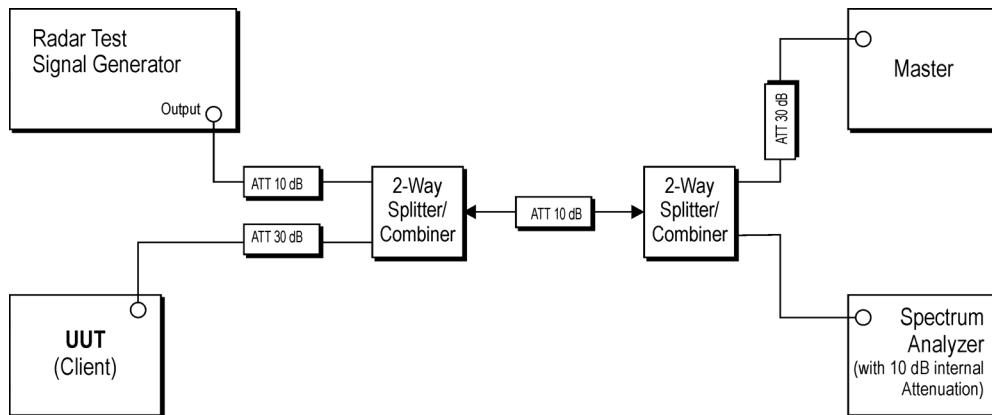 Radar Test
Signal Generator
Output
ATT 10 dB
ATT 30 dB
UUT
(Client)
2-Way
Splitter/
Combiner
ATT 10 dB
2-Way
Splitter/
Combiner
ATT 30 dB
Master
Spectrum
Analyzer
(with 10 dB internal
Attenuation)